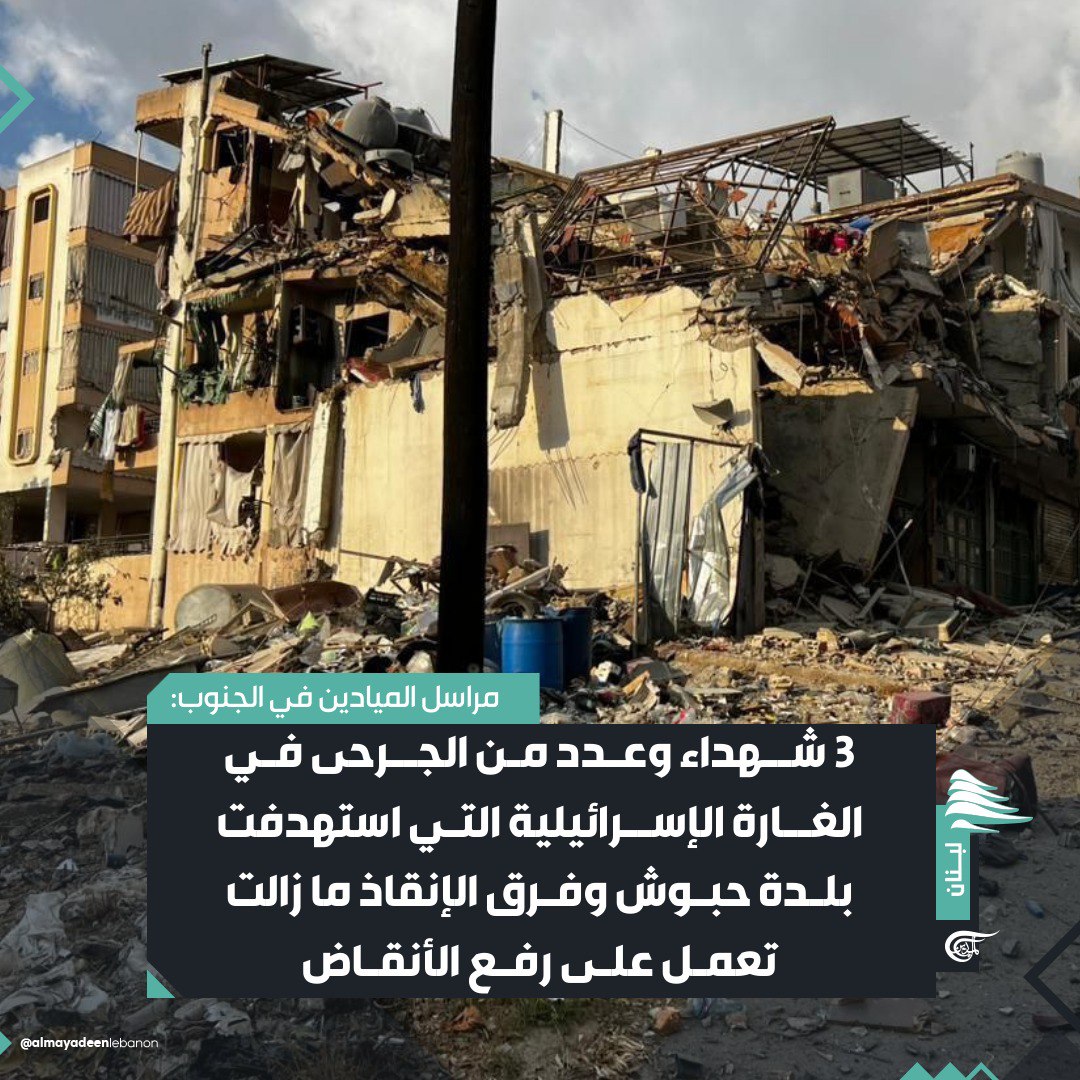 مراسل الميادين في الجنوب:
3 شهداء وعدد من الجرحى في
الغارة الإسرائيلية التي استهدفت
بلدة حبوش وفرق الإنقاذ ما زالت
تعمل على رفع الأنقاض
لبنان
الميادين
@almayadeenlebanon